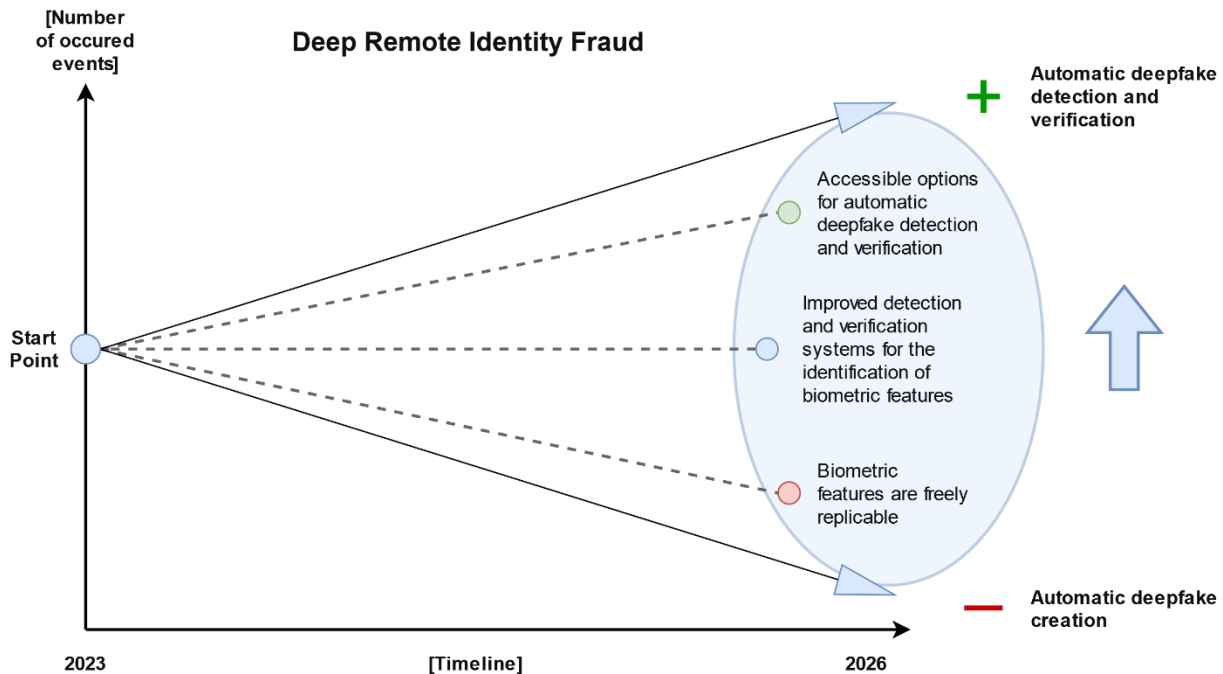 [Number
of occured
events]
Deep Remote Identity Fraud
Automatic deepfake
detection and
verification
Accessible options
for automatic
deepfake detection
and verification
Start
Point
Improved detection
and verification
systems for the
identification of
biometric features
Biometric
features are freely
replicable
Automatic deepfake
creation
2023
[Timeline]
2026